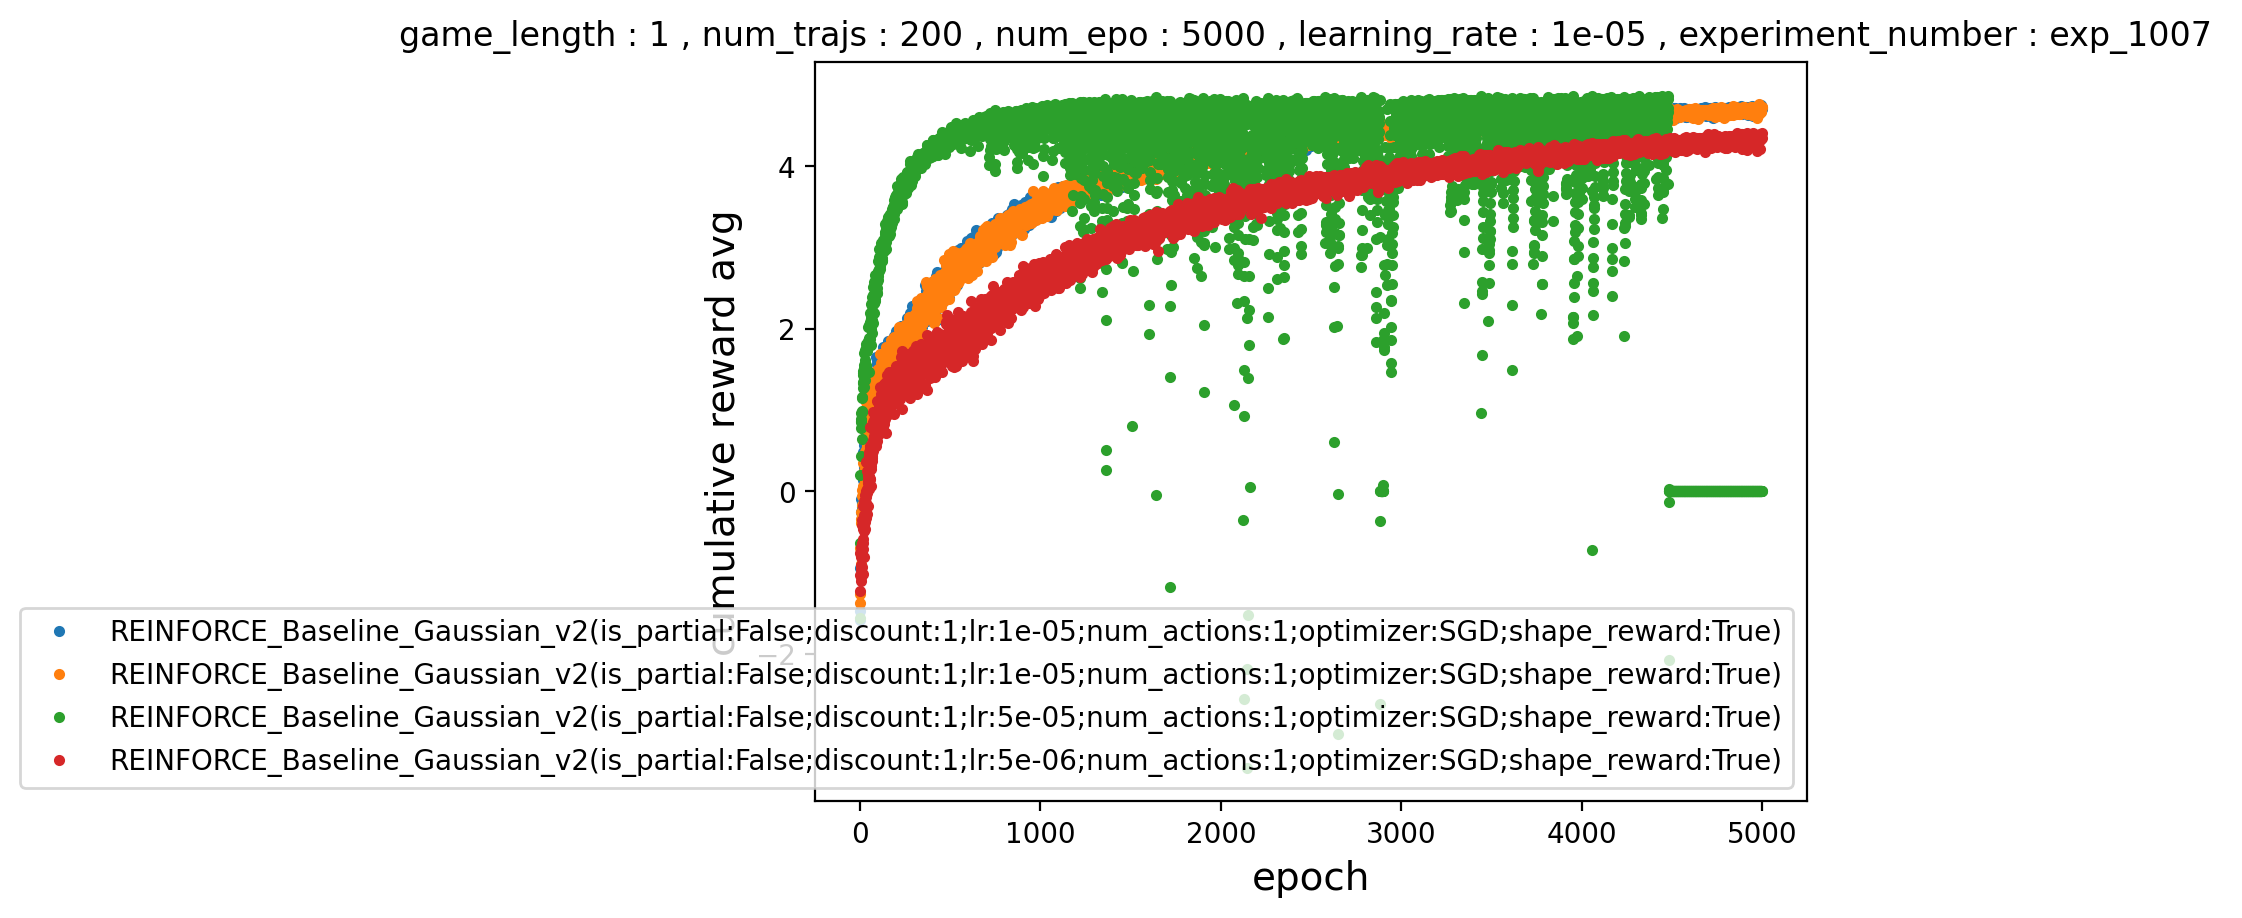 game_length : 1 , num_trajs : 200 , num_epo : 5000 , learning_rate : 1e-05 , experiment_number : exp_1007
cumulative reward avg
4
2
0
−2
REINFORCE_Baseline_Gaussian_v2(is_partial:False;discount:1;lr:1e-05;num_actions:1;optimizer:SGD;shape_reward:True)
REINFORCE_Baseline_Gaussian_v2(is_partial:False;discount:1;lr:1e-05;num_actions:1;optimizer:SGD;shape_reward:True)
REINFORCE_Baseline_Gaussian_v2(is_partial:False;discount:1;lr:5e-05;num_actions:1;optimizer:SGD;shape_reward:True)
REINFORCE_Baseline_Gaussian_v2(is_partial:False;discount:1;lr:5e-06;num_actions:1;optimizer:SGD;shape_reward:True)
0 1000 2000 3000 4000 5000
epoch